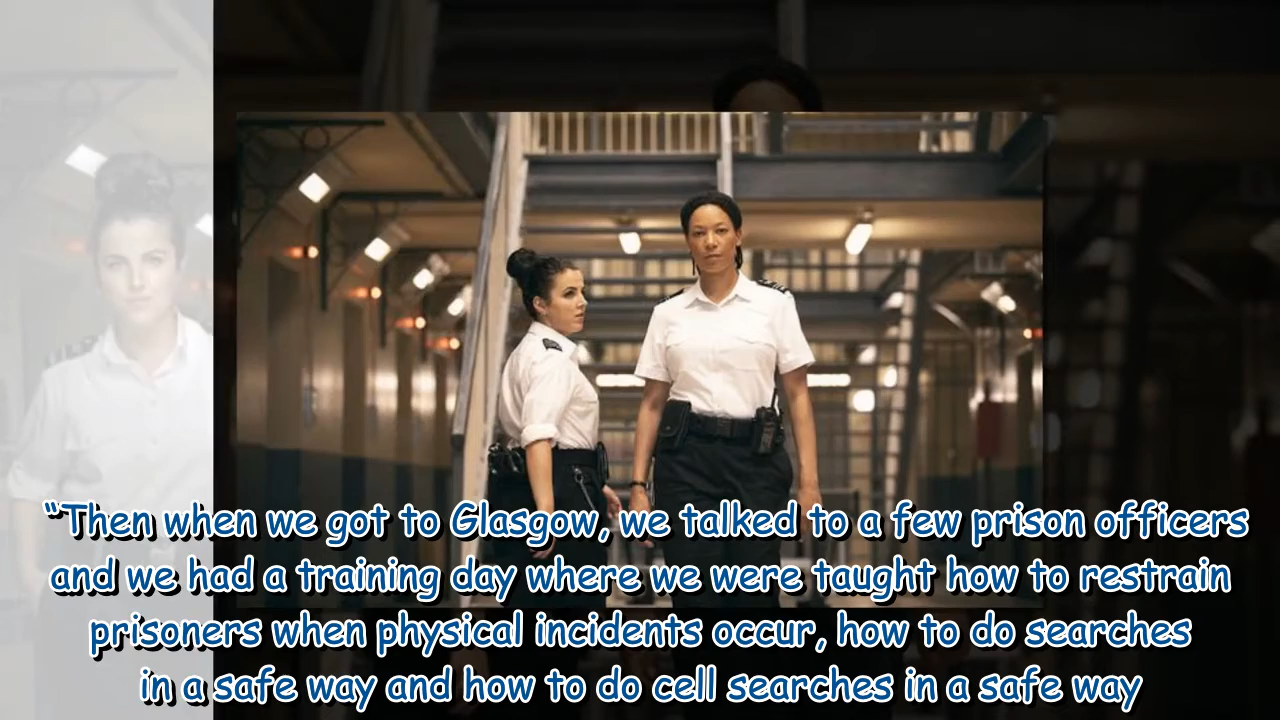 “Then when we got to Glasgow, we talked to a few prison officers
and we had a training day where we were taught how to restrain
prisoners when physical incidents occur, how to do searches
in a safe way and how to do cell searches in a safe way